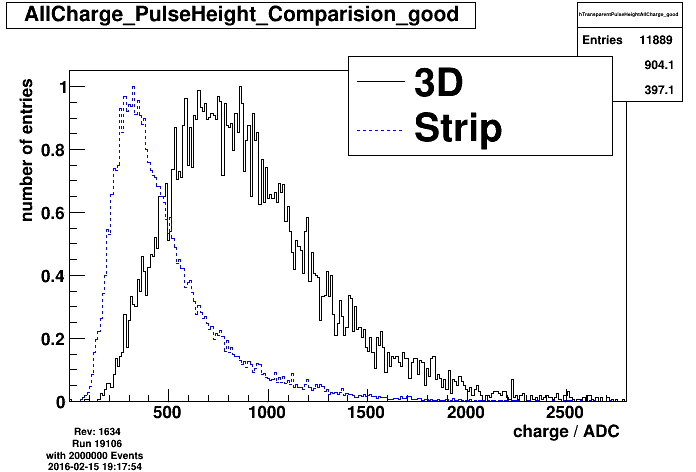 AllCharge_PulseHeight_Comparision_good
hTransparentPulseHeightAllCharge_good
Entries 11889
904.1
397.1
3D
Strip
number of entries
1
0.8
0.6
0.4
0.2
0
500
1000
1500
2000
2500
charge / ADC
Rev: 1634
Run 19106
with 2000000 Events
2016-02-15 19:17:54